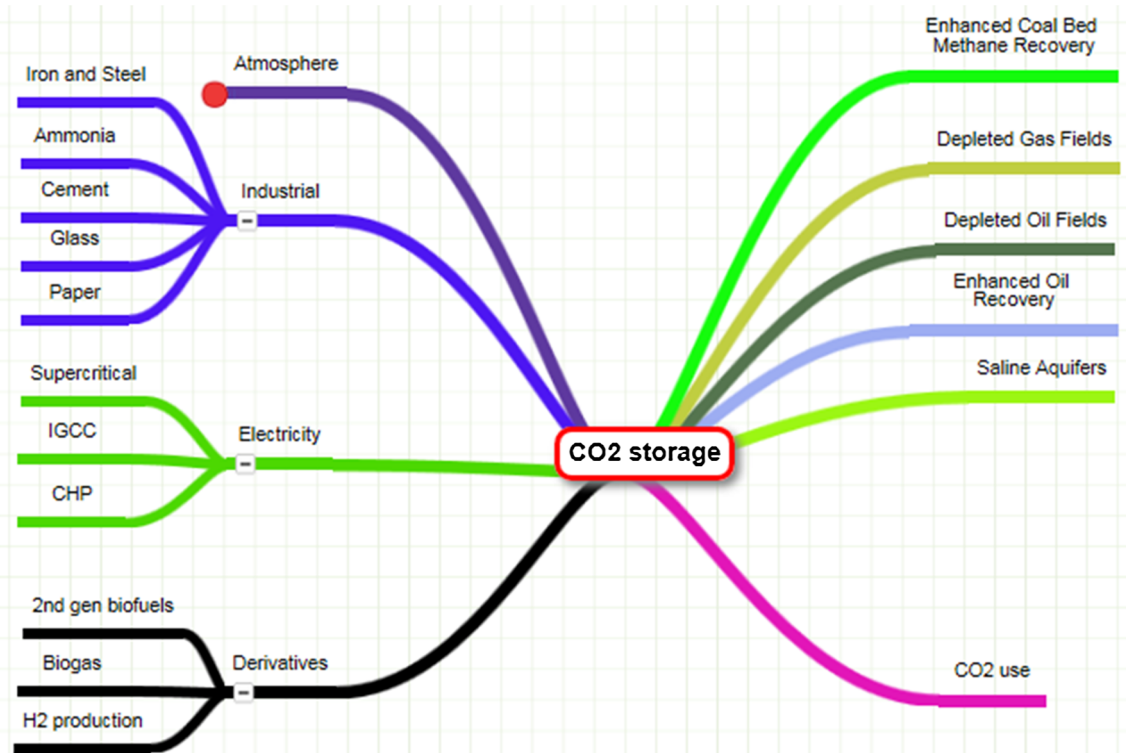 Atmosphere
Iron and Steel
Ammonia
Cement
Glass
Paper
Industrial
Supercritical
IGCC
CHP
Electricity
2nd gen biofuels
Biogas
H2 production
Derivatives
CO2 storage
Enhanced Coal Bed
Methane Recovery
Depleted Gas Fields
Depleted Oil Fields
Enhanced Oil
Recovery
Saline Aquifers
CO2 use